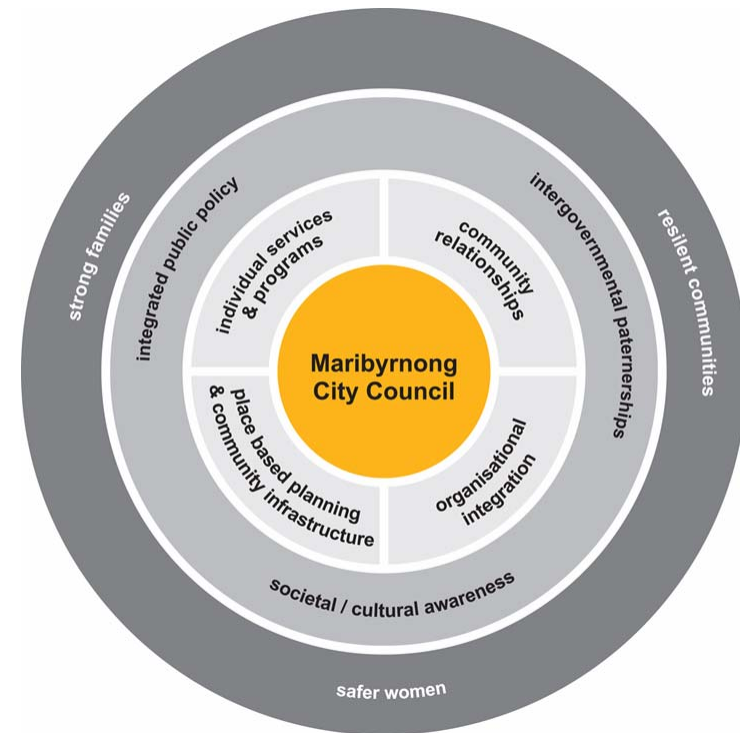 strong families
resilent communities
integrated public policy
intergovernmental paternerships
individual services
& programs
community
relationships
Maribyrnong
City Council
place based planning
& community infrastructure
organisational
integration
societal / cultural awareness
safer women